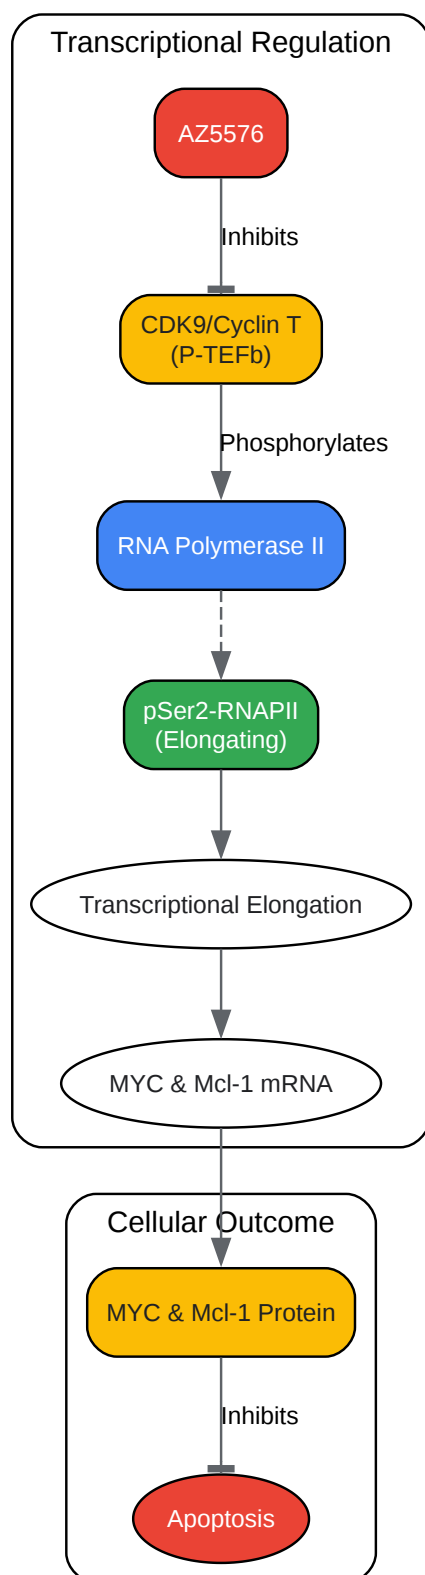 Transcriptional Regulation
AZ5576
Inhibits
CDK9/Cyclin T
(P-TEFb)
Phosphorylates
RNA Polymerase II
pSer2-RNAPII
(Elongating)
Transcriptional Elongation
MYC & Mcl-1 mRNA
Cellular Outcome
MYC & Mcl-1 Protein
Inhibits
Apoptosis